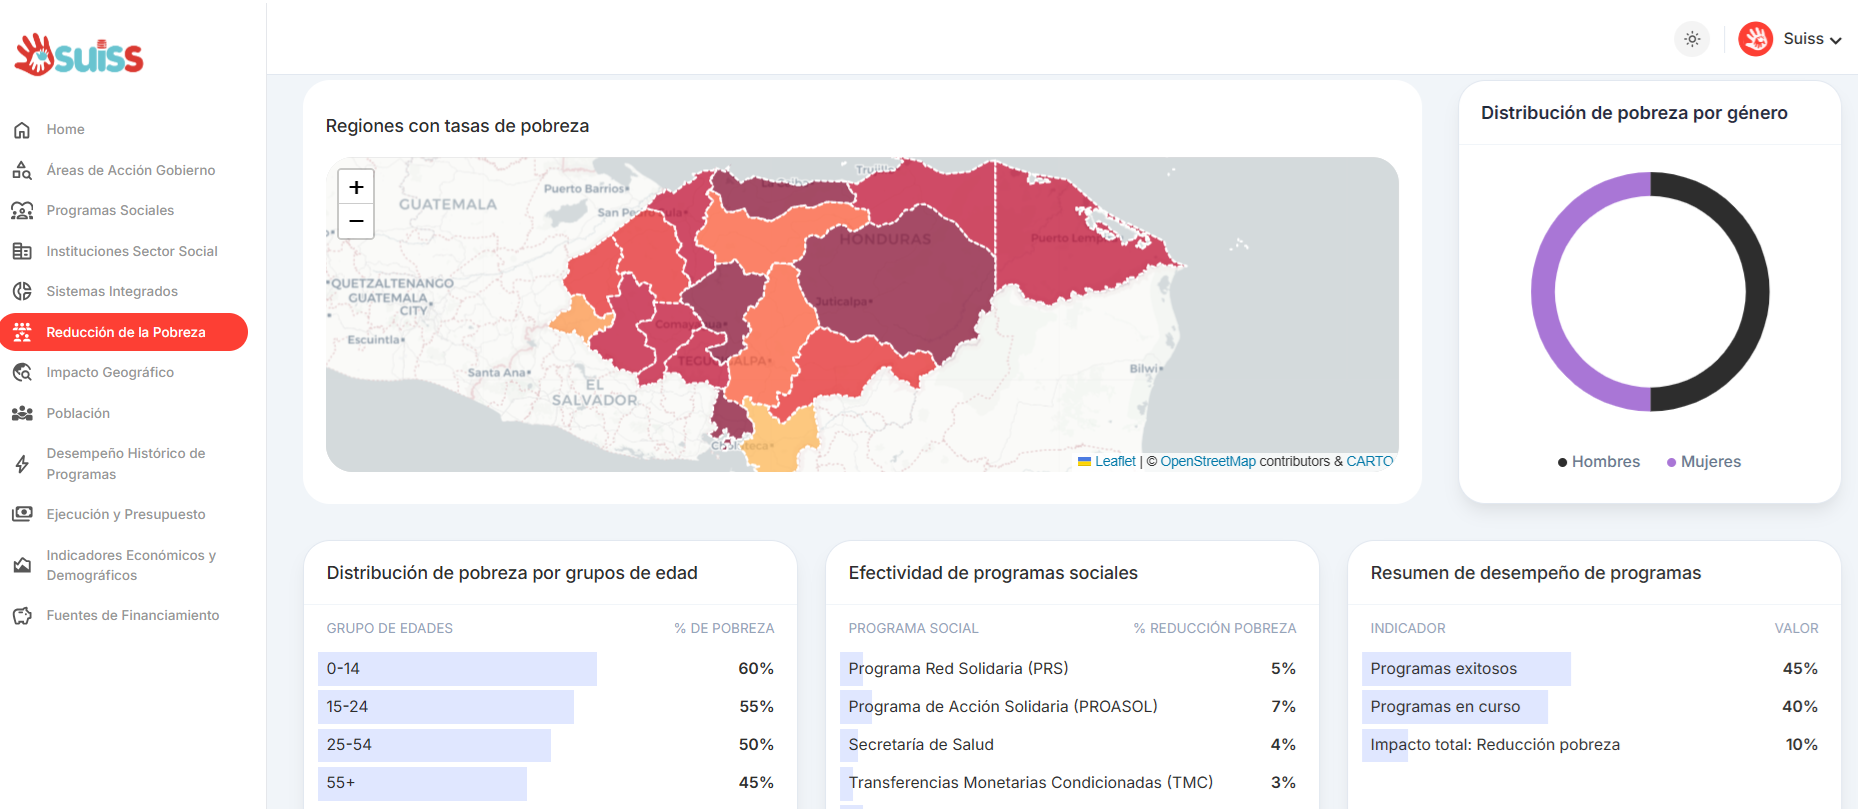 suiss
Suiss
Home
Áreas de Acción Gobierno
Programas Sociales
Instituciones Sector Social
Sistemas Integrados
Reducción de la Pobreza
Impacto Geográfico
Población
Desempeño Histórico de
Programas
Ejecución y Presupuesto
Indicadores Económicos y
Demográficos
Fuentes de Financiamiento
Regiones con tasas de pobreza
+
−
GUATEMALA
Puerto Barrios
San Pedro Sula
HONDURAS
Juticalpa
QUETZALTENANGO
GUATEMALA
CITY
Escuintla
Santa Ana
EL
SALVADOR
Bilwi
Leaflet | © OpenStreetMap contributors & CARTO
Distribución de pobreza por género
Hombres
Mujeres
Distribución de pobreza por grupos de edad
GRUPO DE EDADES % DE POBREZA
0-14 60%
15-24 55%
25-54 50%
55+ 45%
Efectividad de programas sociales
PROGRAMA SOCIAL % REDUCCIÓN POBREZA
Programa Red Solidaria (PRS) 5%
Programa de Acción Solidaria (PROASOL) 7%
Secretaría de Salud 4%
Transferencias Monetarias Condicionadas (TMC) 3%
Resumen de desempeño de programas
INDICADOR VALOR
Programas exitosos 45%
Programas en curso 40%
Impacto total: Reducción pobreza 10%